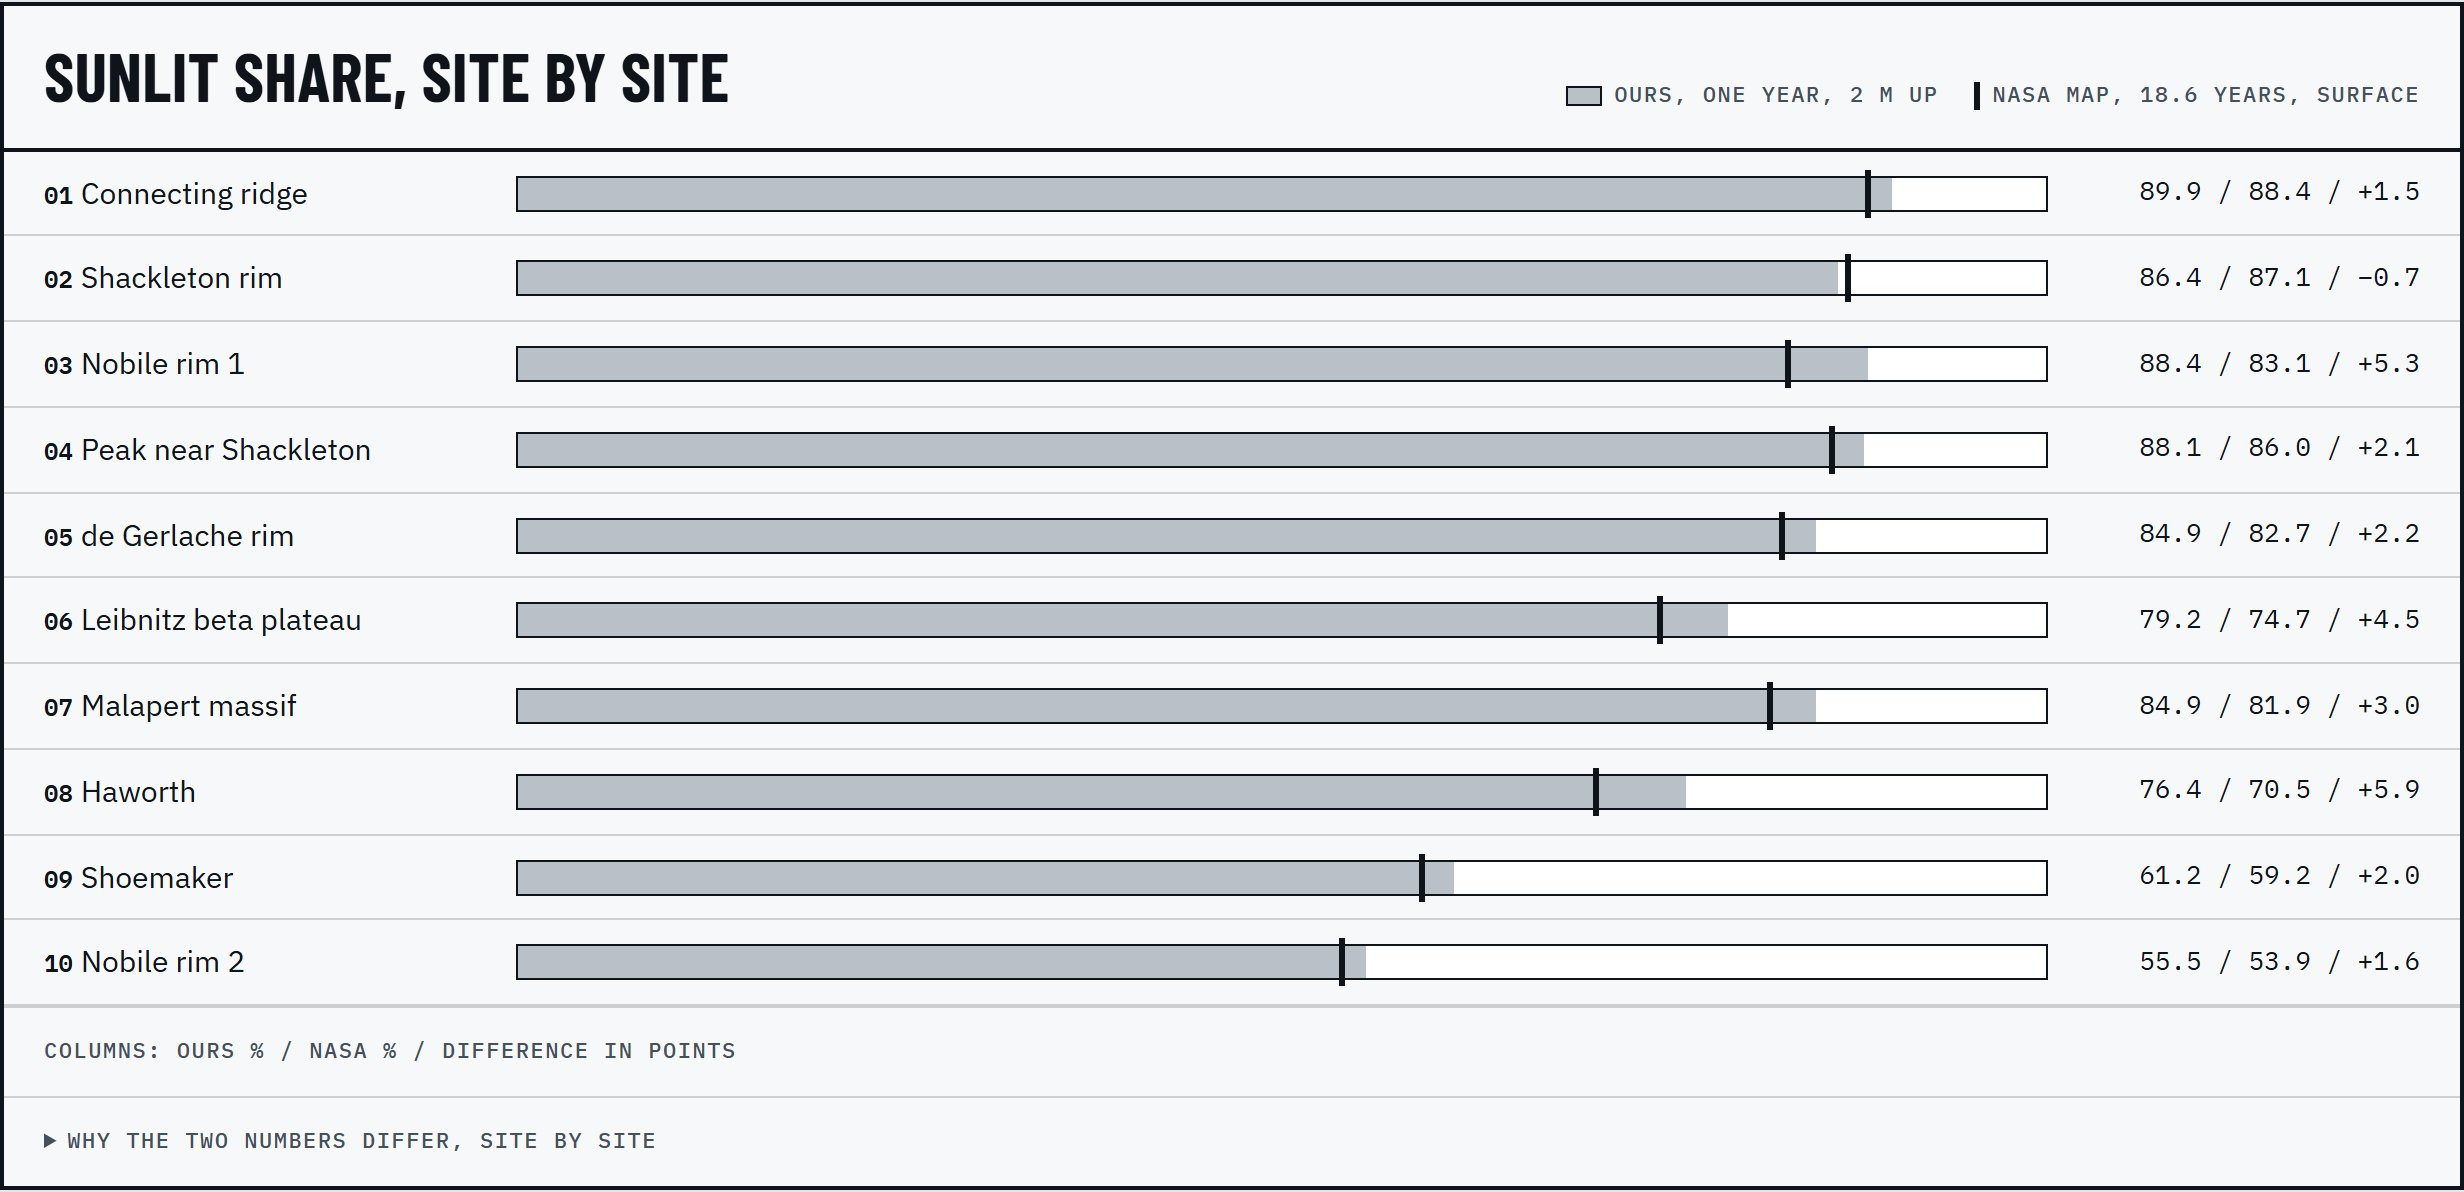 SUNLIT SHARE, SITE BY SITE
OURS, ONE YEAR, 2 M UP NASA MAP, 18.6 YEARS, SURFACE
01 Connecting ridge 89.9 / 88.4 / +1.5
02 Shackleton rim 86.4 / 87.1 / −0.7
03 Nobile rim 1 88.4 / 83.1 / +5.3
04 Peak near Shackleton 88.1 / 86.0 / +2.1
05 de Gerlache rim 84.9 / 82.7 / +2.2
06 Leibnitz beta plateau 79.2 / 74.7 / +4.5
07 Malapert massif 84.9 / 81.9 / +3.0
08 Haworth 76.4 / 70.5 / +5.9
09 Shoemaker 61.2 / 59.2 / +2.0
10 Nobile rim 2 55.5 / 53.9 / +1.6
COLUMNS: OURS % / NASA % / DIFFERENCE IN POINTS
▶ WHY THE TWO NUMBERS DIFFER, SITE BY SITE